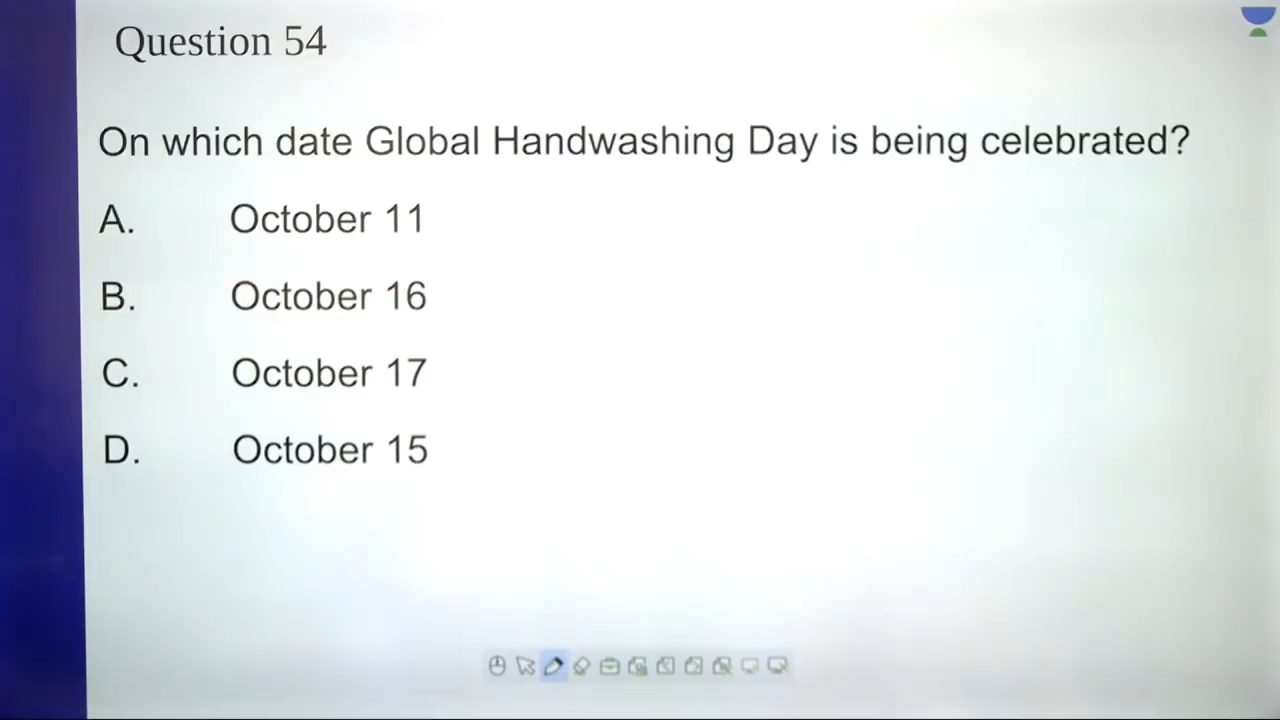 Question 54
On which date Global Handwashing Day is being celebrated?
A. October 11
B. October 16
C. October 17
D. October 15